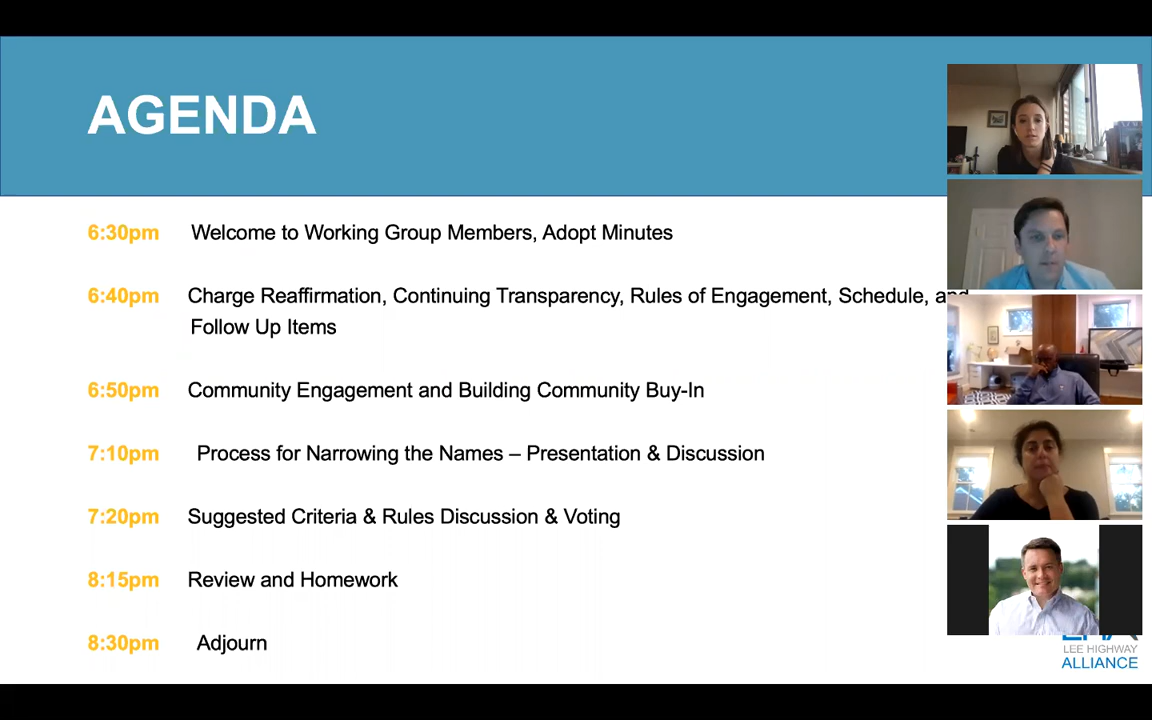 AGENDA
6:30pm Welcome to Working Group Members, Adopt Minutes
6:40pm Charge Reaffirmation, Continuing Transparency, Rules of Engagement, Schedule, and
Follow Up Items
6:50pm Community Engagement and Building Community Buy-In
7:10pm Process for Narrowing the Names – Presentation & Discussion
7:20pm Suggested Criteria & Rules Discussion & Voting
8:15pm Review and Homework
8:30pm Adjourn
LEE HIGHWAY
ALLIANCE